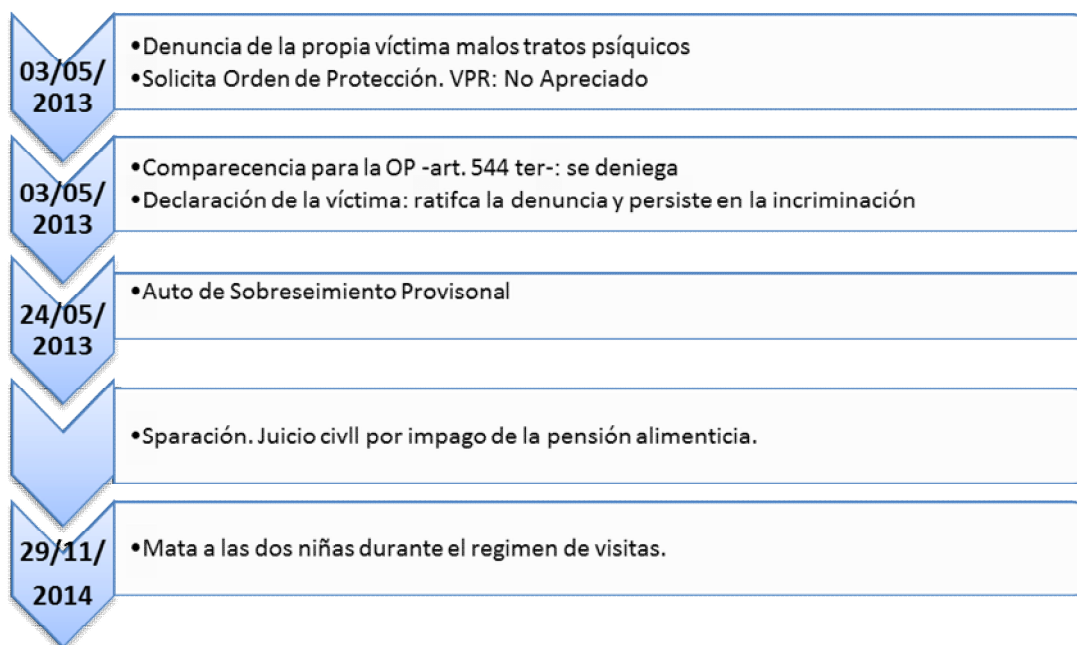 03/05/
2013
•Denuncia de la propia víctima malos tratos psíquicos
•Solicita Orden de Protección. VPR: No Apreciado
03/05/
2013
•Comparecencia para la OP -art. 544 ter-: se deniega
•Declaración de la víctima: ratifca la denuncia y persiste en la incriminación
24/05/
2013
•Auto de Sobreseimiento Provisonal
•Sparación. Juicio civll por impago de la pensión alimenticia.
29/11/
2014
•Mata a las dos niñas durante el regimen de visitas.